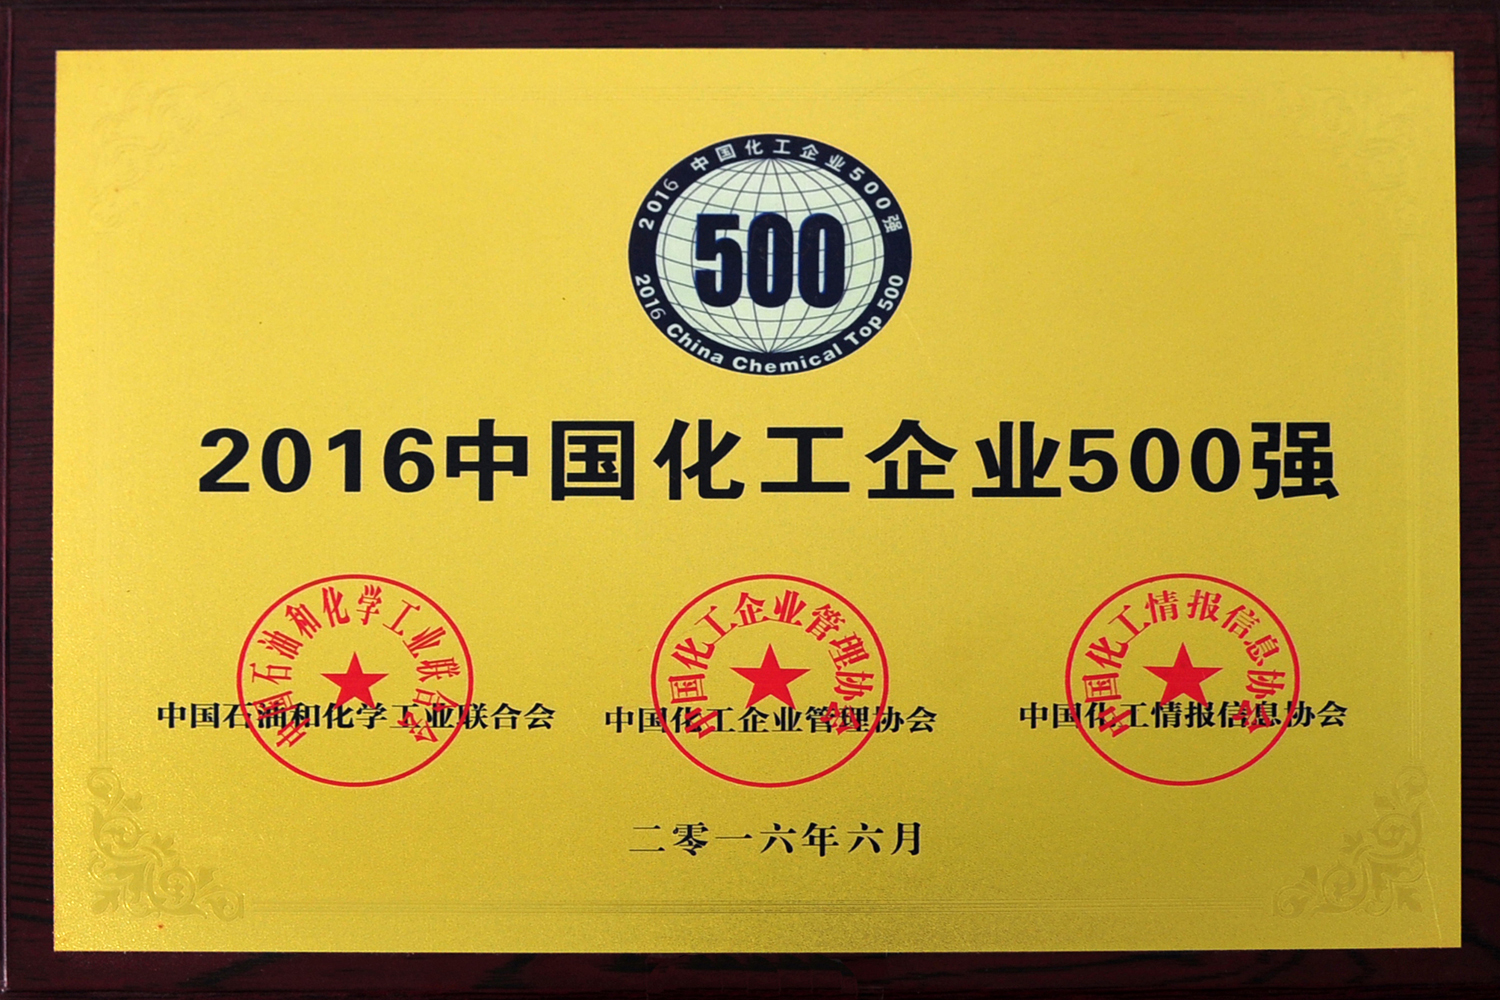 2016 中国化工企业500强
500
2016 China Chemical Top 500
2016中国化工企业500强
中国石油和化学工业联合会
中国化工企业管理协会
中国化工情报信息协会
中国石油和化学工业联合会
中国化工企业管理协会
中国化工情报信息协会
二零一六年六月